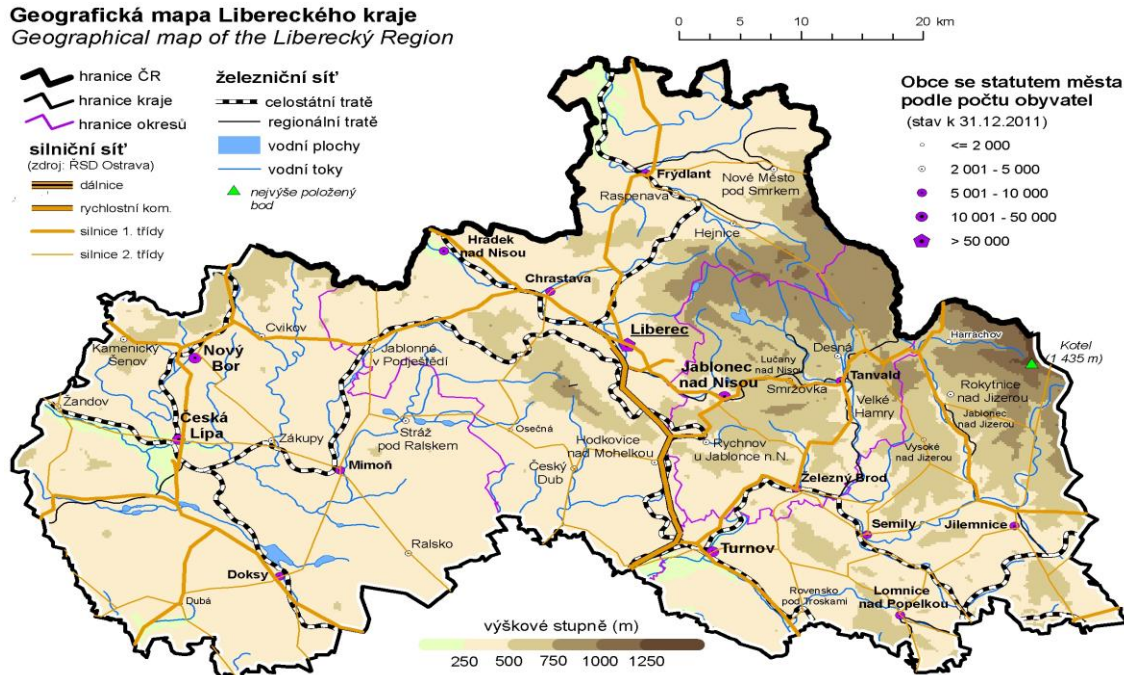 Geografická mapa Libereckého kraje
Geographical map of the Liberecký Region
0 5 10 20 km
hranice ČR
hranice kraje
hranice okresů
silniční síť
(zdroj: ŘSD Ostrava)
dálnice
rychlostní kom.
silnice 1. třídy
silnice 2. třídy
železniční síť
celostátní tratě
regionální tratě
vodní plochy
vodní toky
nejvýše položený
bod
Obce se statutem města
podle počtu obyvatel
(stav k 31.12.2011)
<= 2 000
2 001 - 5 000
5 001 - 10 000
10 001 - 50 000
> 50 000
Frýdlant
Nové Město
pod Smrkem
Raspenava
Hejnice
Hrádek
nad Nisou
Chrastava
Liberec
Cvikov
Kamenický
Šenov
Nový
Bor
Jablonné
v Podještědí
Jablonec
nad Nisou
Lučany
nad Nisou
Desná
Smržovka
Tanvald
Harrachov
Kotel
(1 435 m)
Rokytnice
nad Jizerou
Velké
Hamry
Jablonec
nad Jizerou
Žandov
Česká
Lípa
Zákupy
Stráž
pod Ralskem
Osečná
Mimoň
Český
Dub
Hodkovice
nad Mohelkou
Rychnov
u Jablonce n.N.
Vysoké
nad Jizerou
Železný Brod
Semily
Jilemnice
Turnov
Ralsko
Doksy
Dubá
Rovensko
pod Troskami
Lomnice
nad Popelkou
výškové stupně (m)
250 500 750 1000 1250